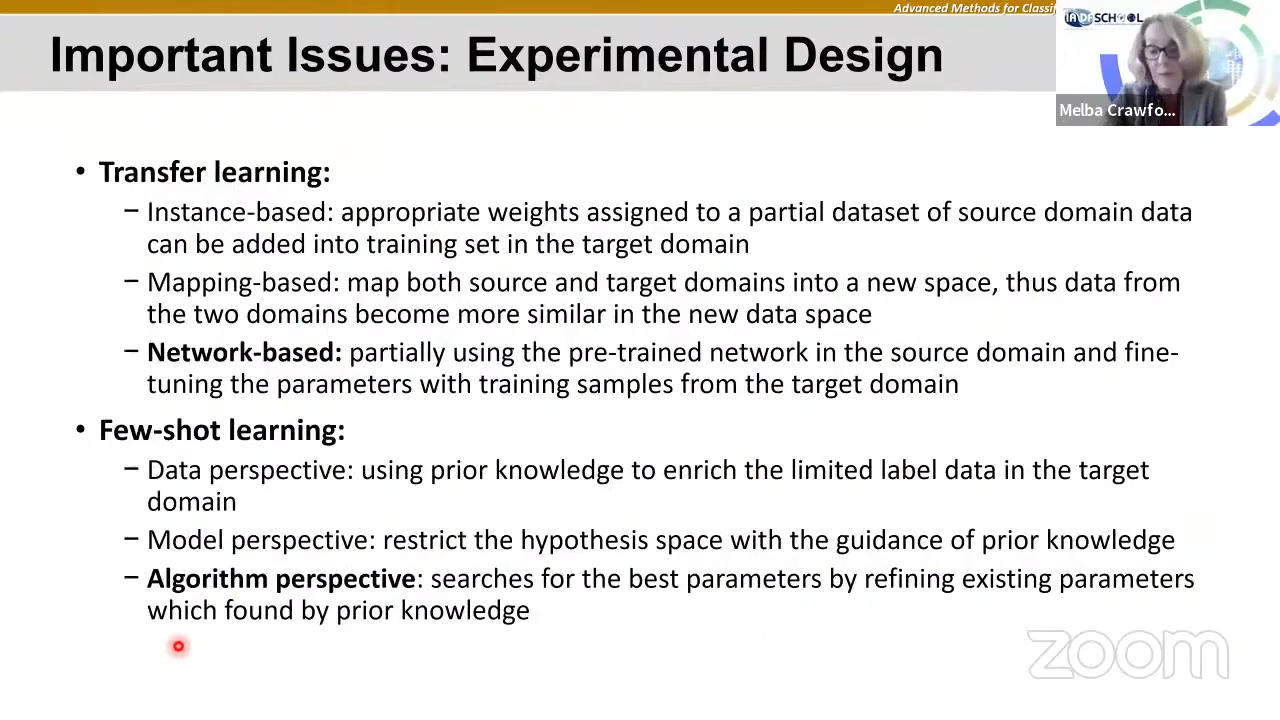 Advanced Methods for Classif
IADF SCHOOL
Important Issues: Experimental Design
Melba Crawfo...
• Transfer learning:
− Instance-based: appropriate weights assigned to a partial dataset of source domain data
can be added into training set in the target domain
− Mapping-based: map both source and target domains into a new space, thus data from
the two domains become more similar in the new data space
− Network-based: partially using the pre-trained network in the source domain and fine-
tuning the parameters with training samples from the target domain
• Few-shot learning:
− Data perspective: using prior knowledge to enrich the limited label data in the target
domain
− Model perspective: restrict the hypothesis space with the guidance of prior knowledge
− Algorithm perspective: searches for the best parameters by refining existing parameters
which found by prior knowledge
zoom